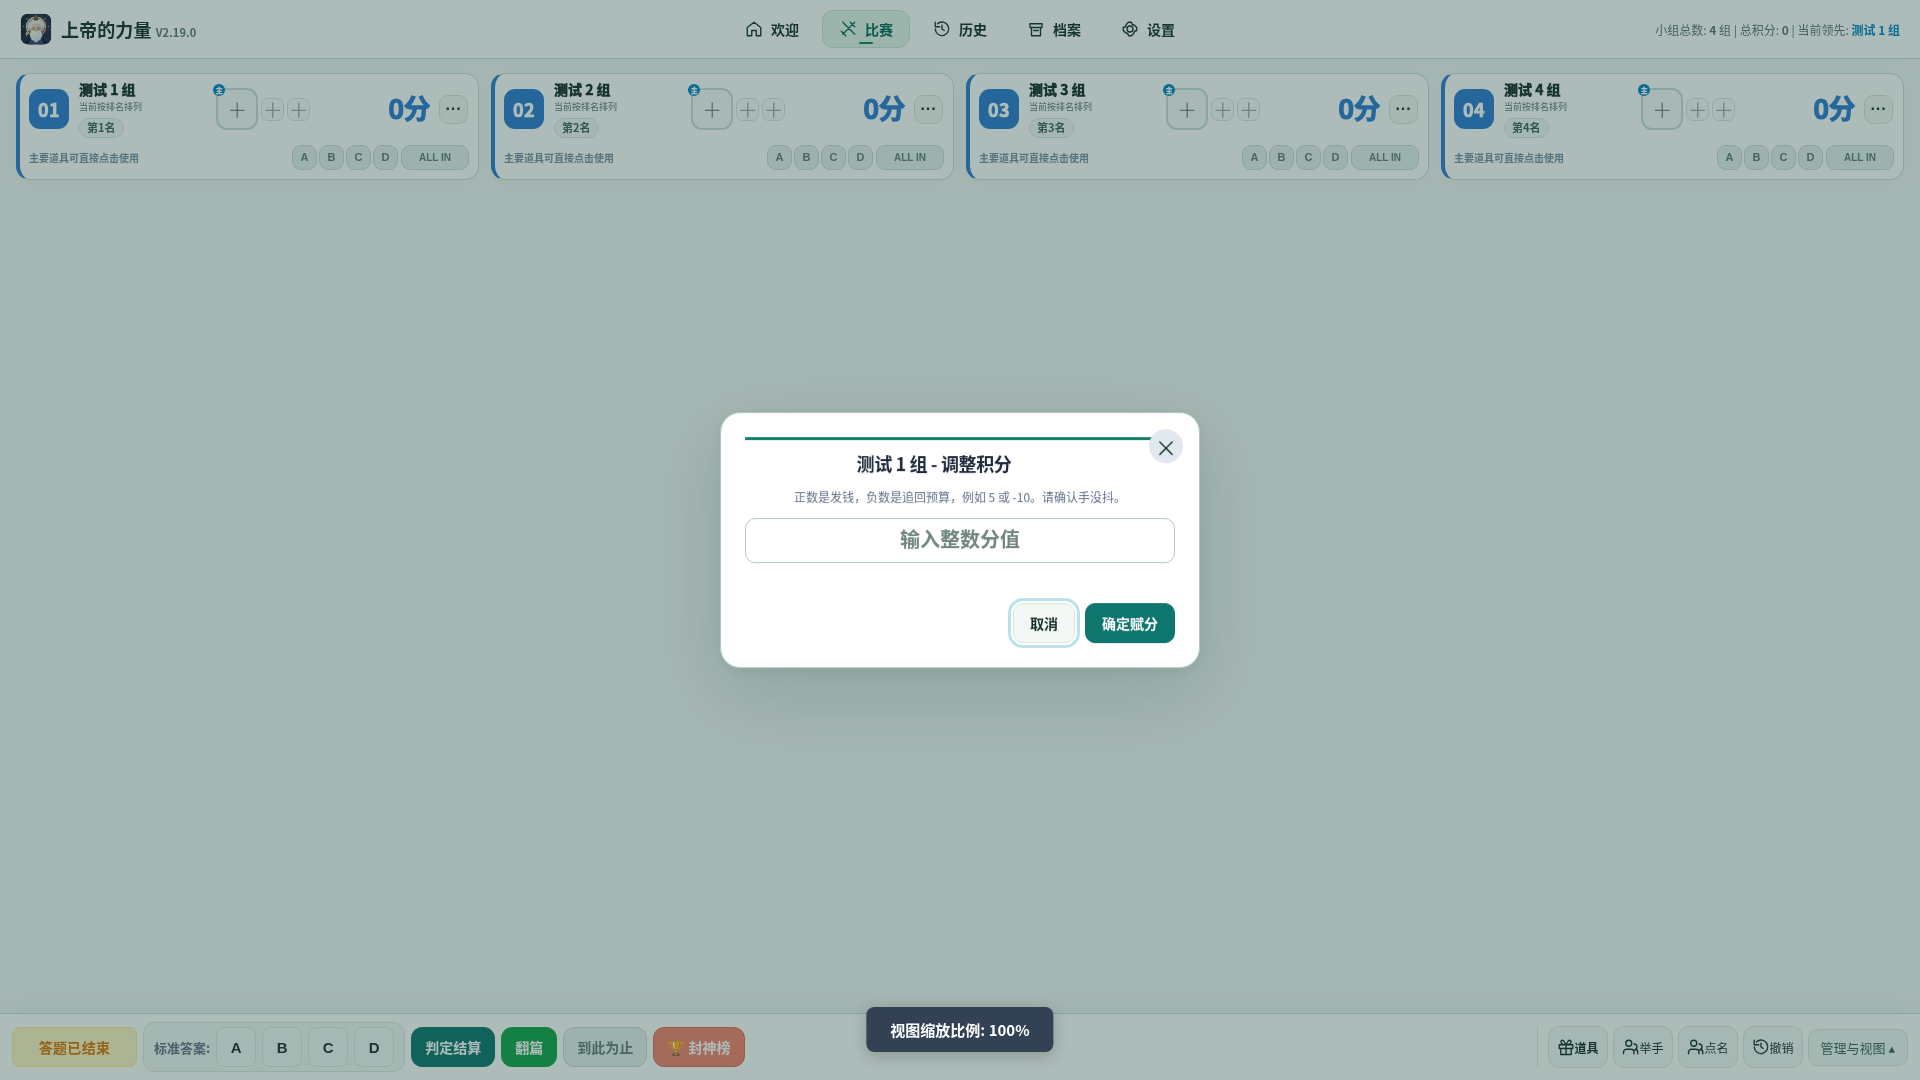 上帝的力量 V2.19.0
欢迎
比赛
历史
档案
设置
小组总数: 4 组 | 总积分: 0 | 当前领先: 测试 1 组
01
测试 1 组
当前按排名排列
第1名
主
0分
...
主要道具可直接点击使用
A B C D ALL IN
02
测试 2 组
当前按排名排列
第2名
主
0分
...
主要道具可直接点击使用
A B C D ALL IN
03
测试 3 组
当前按排名排列
第3名
主
0分
...
主要道具可直接点击使用
A B C D ALL IN
04
测试 4 组
当前按排名排列
第4名
主
0分
...
主要道具可直接点击使用
A B C D ALL IN
测试 1 组 - 调整积分
正数是发钱，负数是追回预算，例如 5 或 -10。请确认手没抖。
输入整数分值
取消
确定赋分
视图缩放比例: 100%
答题已结束
标准答案: A B C D
判定结算
翻篇
到此为止
🏆 封神榜
道具
举手
点名
撤销
管理与视图 ▴